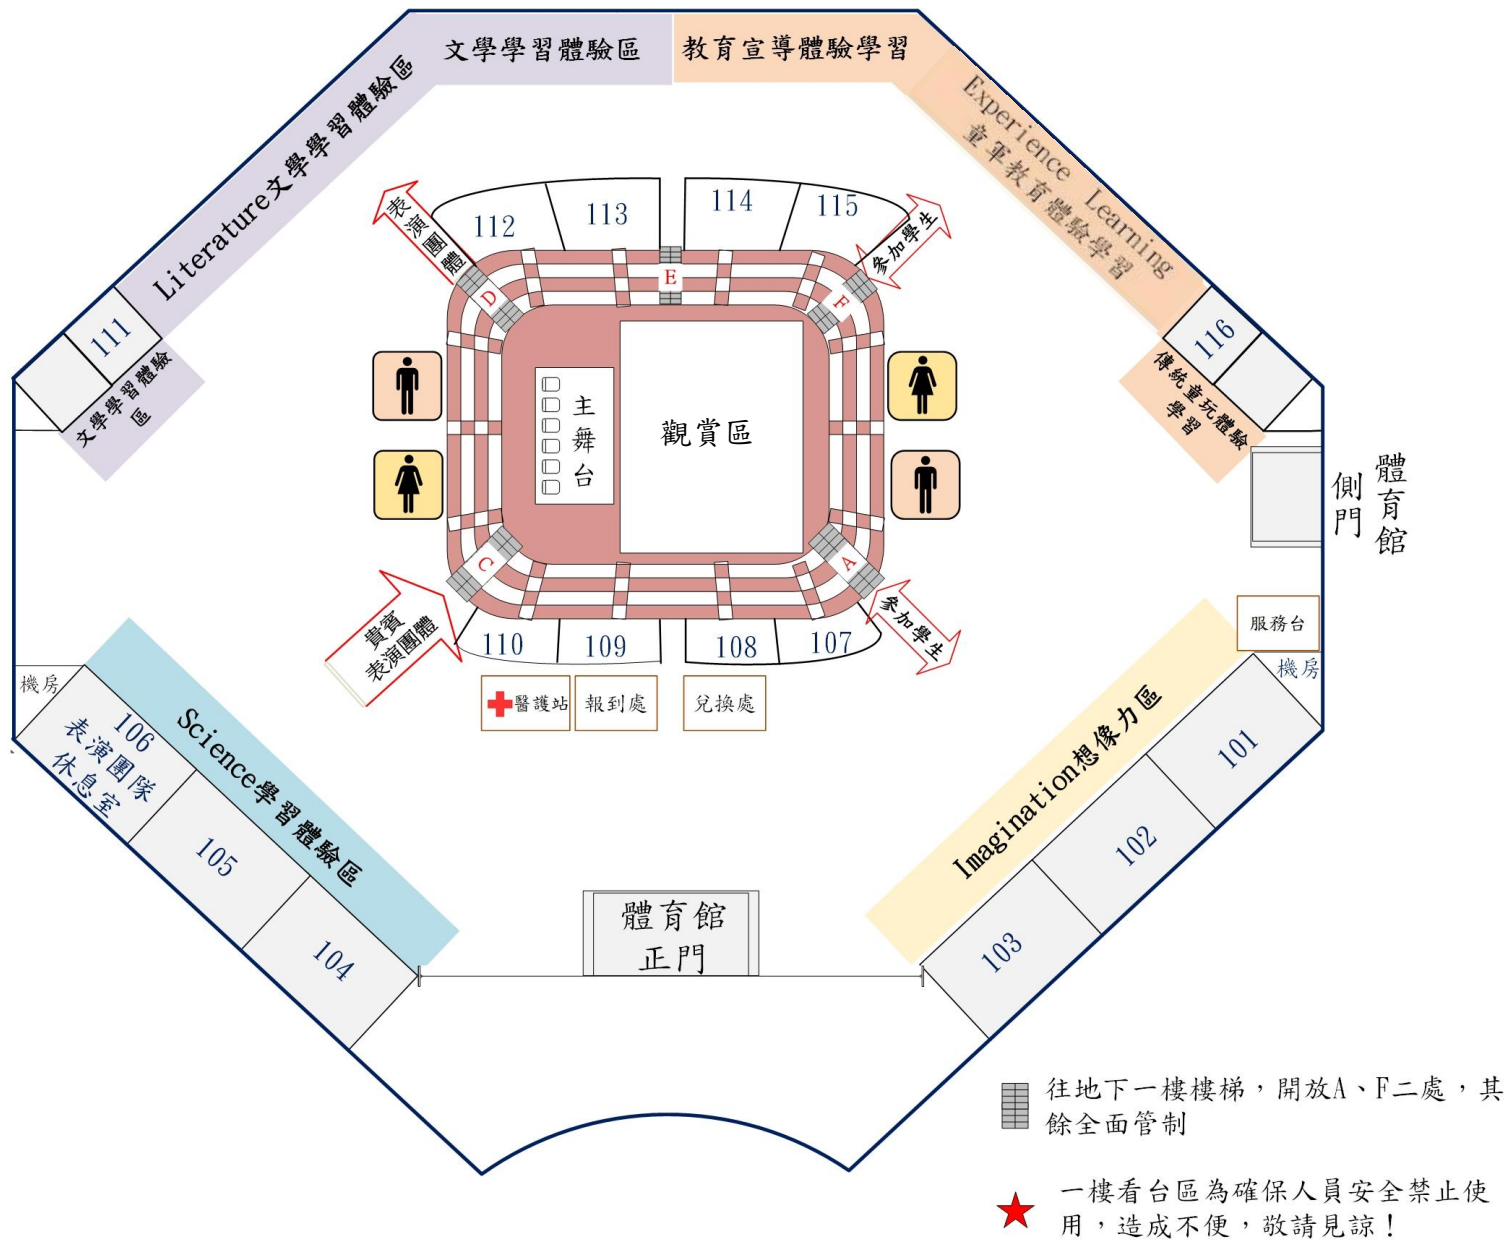 文學學習體驗區
教育宣導體驗學習
Literature文學學習體驗區
Experience Learning
童軍教育體驗學習
111
文學學習體驗
區
116
傳統童玩體驗
學習
112
113
114
115
表演團體
參加學生
D
E
F
主舞台
觀賞區
體育館
側門
C
A
貴賓
表演團體
參加學生
110
109
108
107
醫護站
報到處
兌換處
服務台
機房
機房
Science學習體驗區
106
表演團隊
休息室
105
104
Imagination想像力區
101
102
103
體育館
正門
往地下一樓樓梯，開放A、F二處，其
餘全面管制
一樓看台區為確保人員安全禁止使
用，造成不便，敬請見諒！